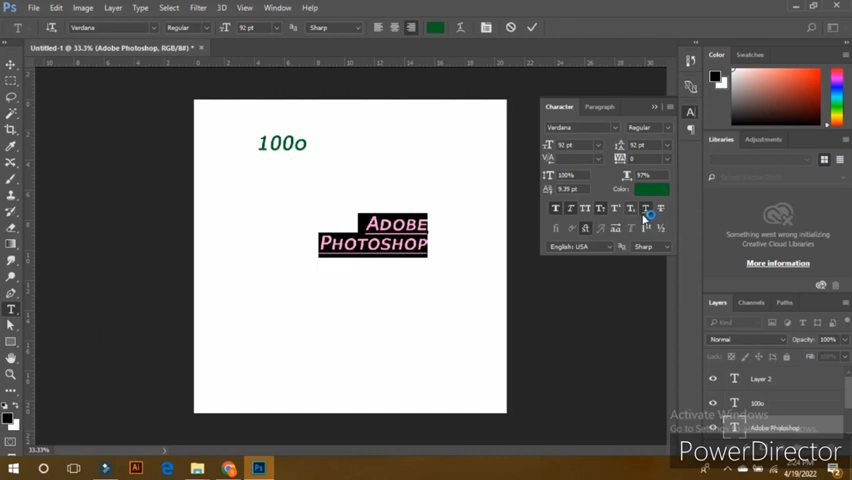 Ps File Edit Image Layer Type Select Filter 3D View Window Help
T Verdana Regular 92 pt Sharp
Untitled-1 @ 33.3% (Adobe Photoshop, RGB/8#) * ×
Color Swatches
Character Paragraph
Verdana Regular
92 pt 92 pt
0
100% 97%
9.39 pt Color:
English: USA Sharp
Libraries Adjustments
Something went wrong initializing
Creative Cloud Libraries
More information
100o
ADOBE
PHOTOSHOP
Layers Channels Paths
Kind
Normal Opacity: 100%
Lock: Fill: 100%
Layer 2
100o
Adobe Photoshop
Activate Windows
PowerDirector
33.33%
2:24 PM
4/19/2022